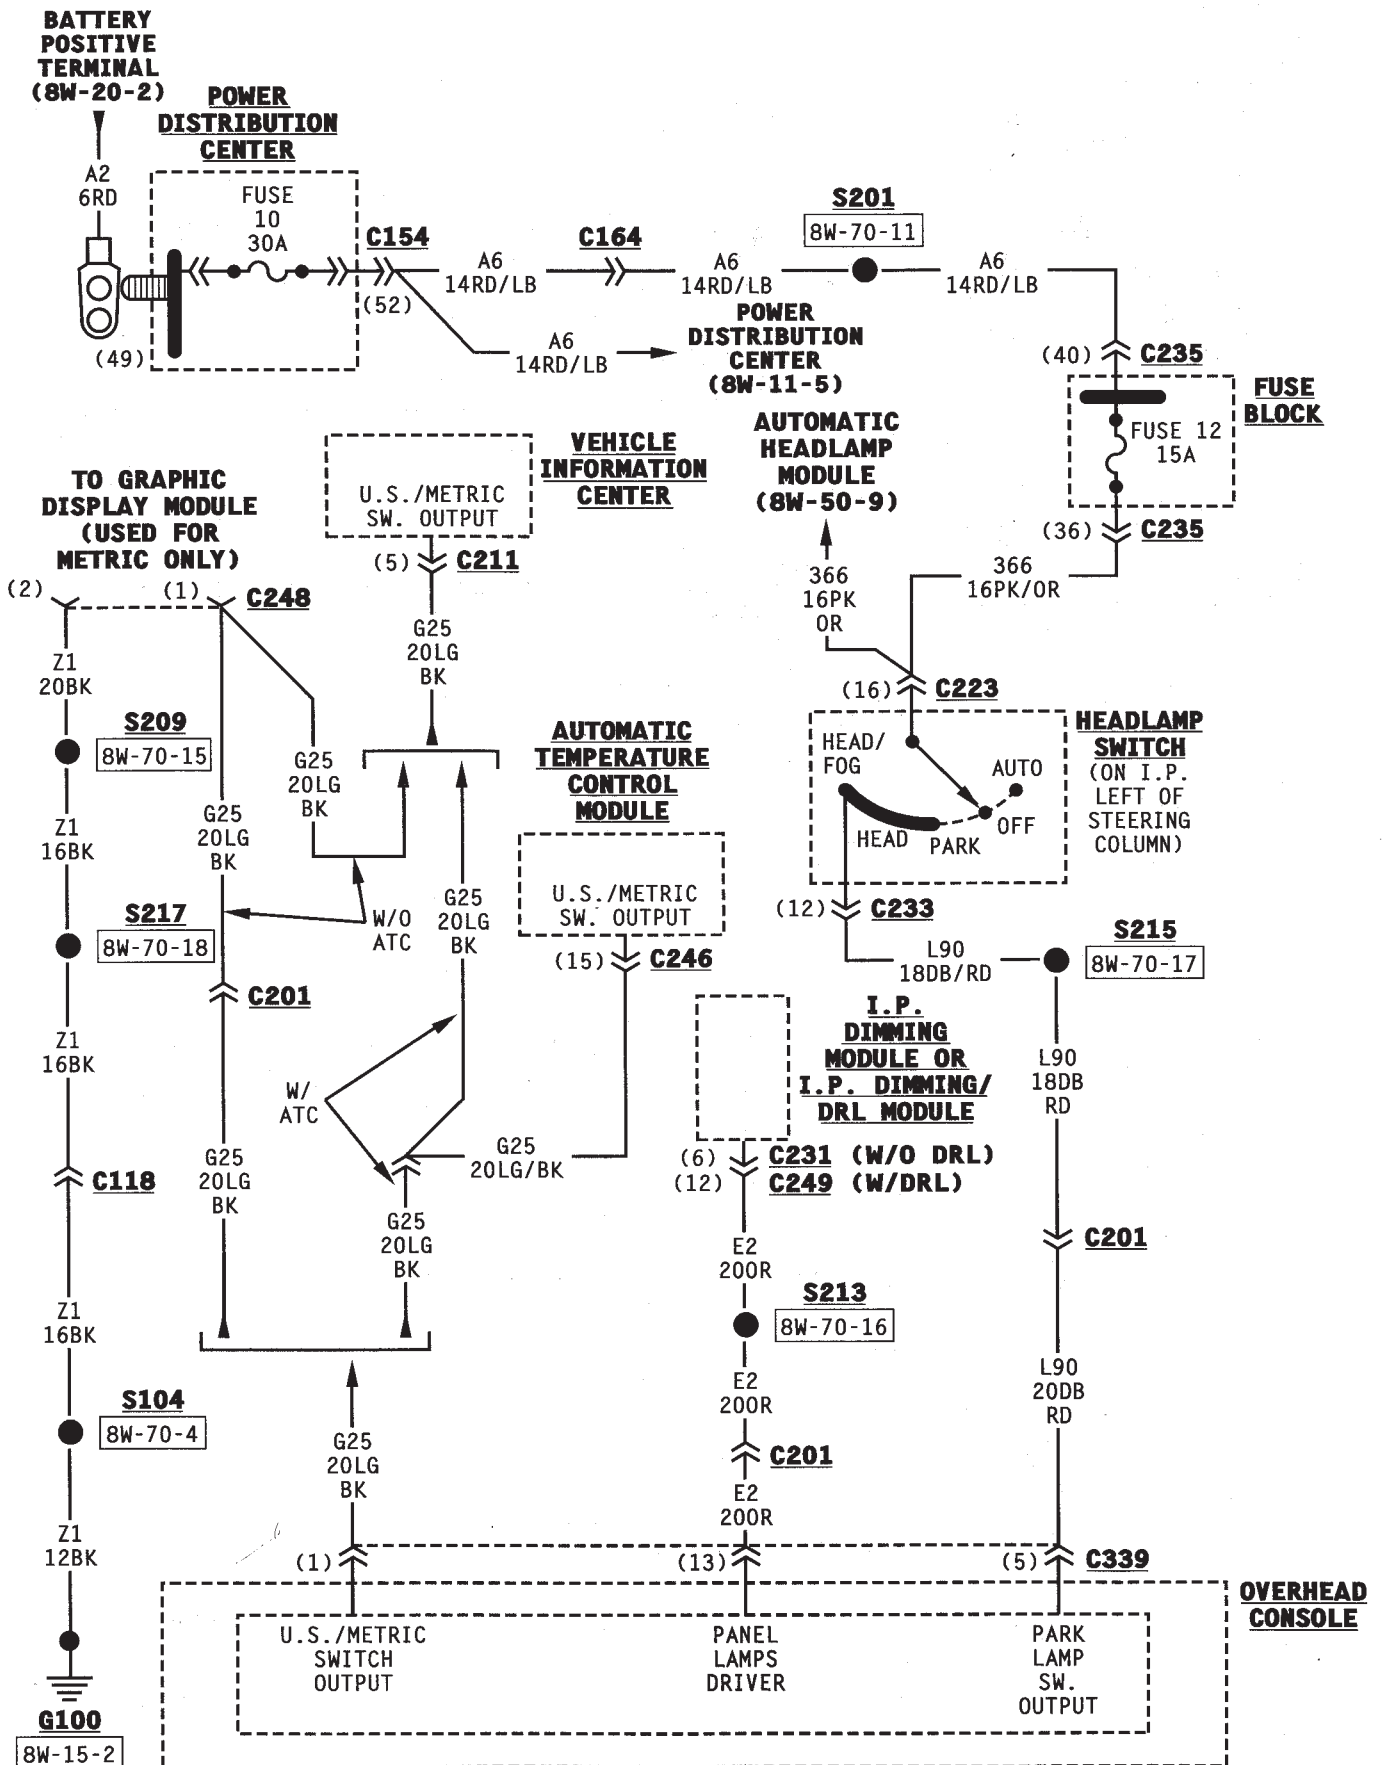 BATTERY
POSITIVE
TERMINAL
(8W-20-2)
POWER
DISTRIBUTION
CENTER
A2
6RD
FUSE
10
30A
(49)
C154
(52)
A6
14RD/LB
C164
A6
14RD/LB
S201
8W-70-11
A6
14RD/LB
A6
14RD/LB
POWER
DISTRIBUTION
CENTER
(8W-11-5)
(40)
C235
FUSE
BLOCK
FUSE 12
15A
(36)
C235
366
16PK/OR
AUTOMATIC
HEADLAMP
MODULE
(8W-50-9)
366
16PK
OR
(16)
C223
HEADLAMP
SWITCH
(ON I.P.
LEFT OF
STEERING
COLUMN)
HEAD/
FOG
AUTO
OFF
HEAD
PARK
(12)
C233
L90
18DB/RD
S215
8W-70-17
VEHICLE
INFORMATION
CENTER
U.S./METRIC
SW. OUTPUT
(5)
C211
G25
20LG
BK
TO GRAPHIC
DISPLAY MODULE
(USED FOR
METRIC ONLY)
(2)
(1)
C248
Z1
20BK
S209
8W-70-15
G25
20LG
BK
G25
20LG
BK
Z1
16BK
S217
8W-70-18
W/O
ATC
G25
20LG
BK
AUTOMATIC
TEMPERATURE
CONTROL
MODULE
U.S./METRIC
SW. OUTPUT
(15)
C246
C201
Z1
16BK
W/
ATC
G25
20LG/BK
I.P.
DIMMING
MODULE OR
I.P. DIMMING/
DRL MODULE
(6)
C231 (W/O DRL)
(12)
C249 (W/DRL)
L90
18DB
RD
C118
G25
20LG
BK
G25
20LG
BK
E2
20OR
C201
S213
8W-70-16
Z1
16BK
E2
20OR
L90
20DB
RD
S104
8W-70-4
G25
20LG
BK
C201
E2
20OR
Z1
12BK
(1)
(13)
(5)
C339
OVERHEAD
CONSOLE
U.S./METRIC
SWITCH
OUTPUT
PANEL
LAMPS
DRIVER
PARK
LAMP
SW.
OUTPUT
G100
8W-15-2